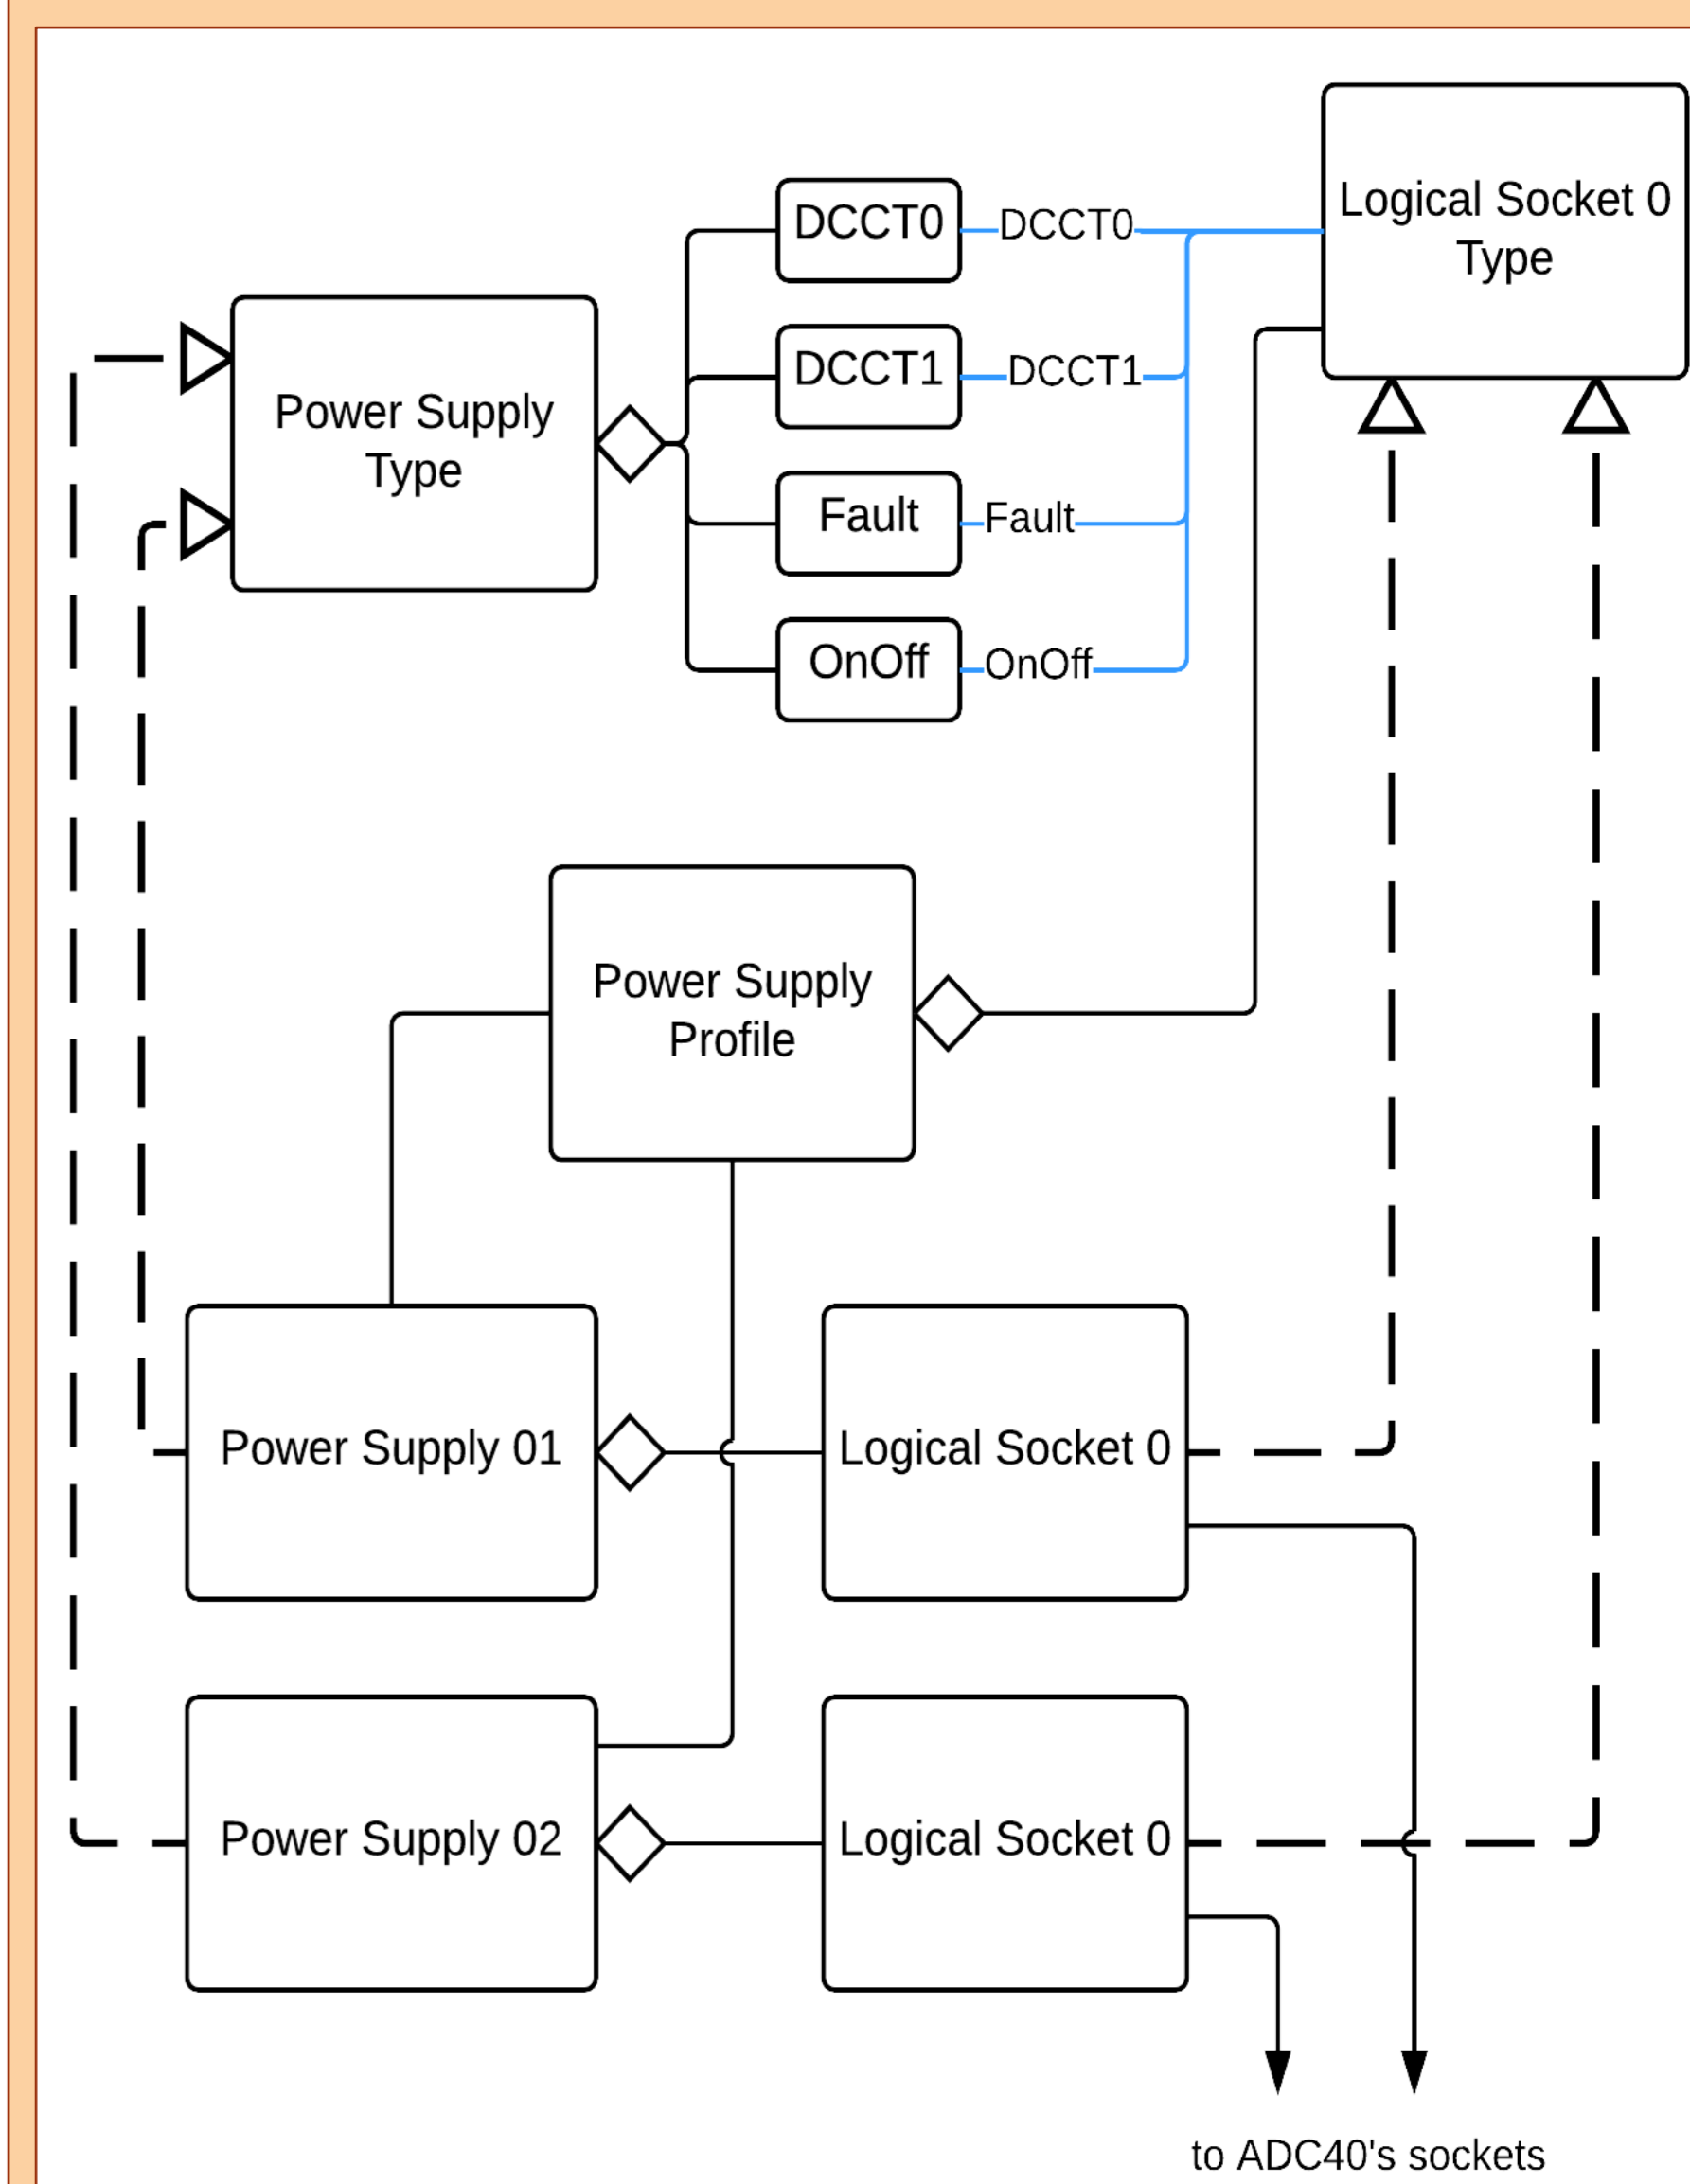 Logical Socket 0
Type
DCCT0
DCCT0
DCCT1
DCCT1
Power Supply
Type
Fault
Fault
OnOff
OnOff
Power Supply
Profile
Power Supply 01
Logical Socket 0
Power Supply 02
Logical Socket 0
to ADC40's sockets